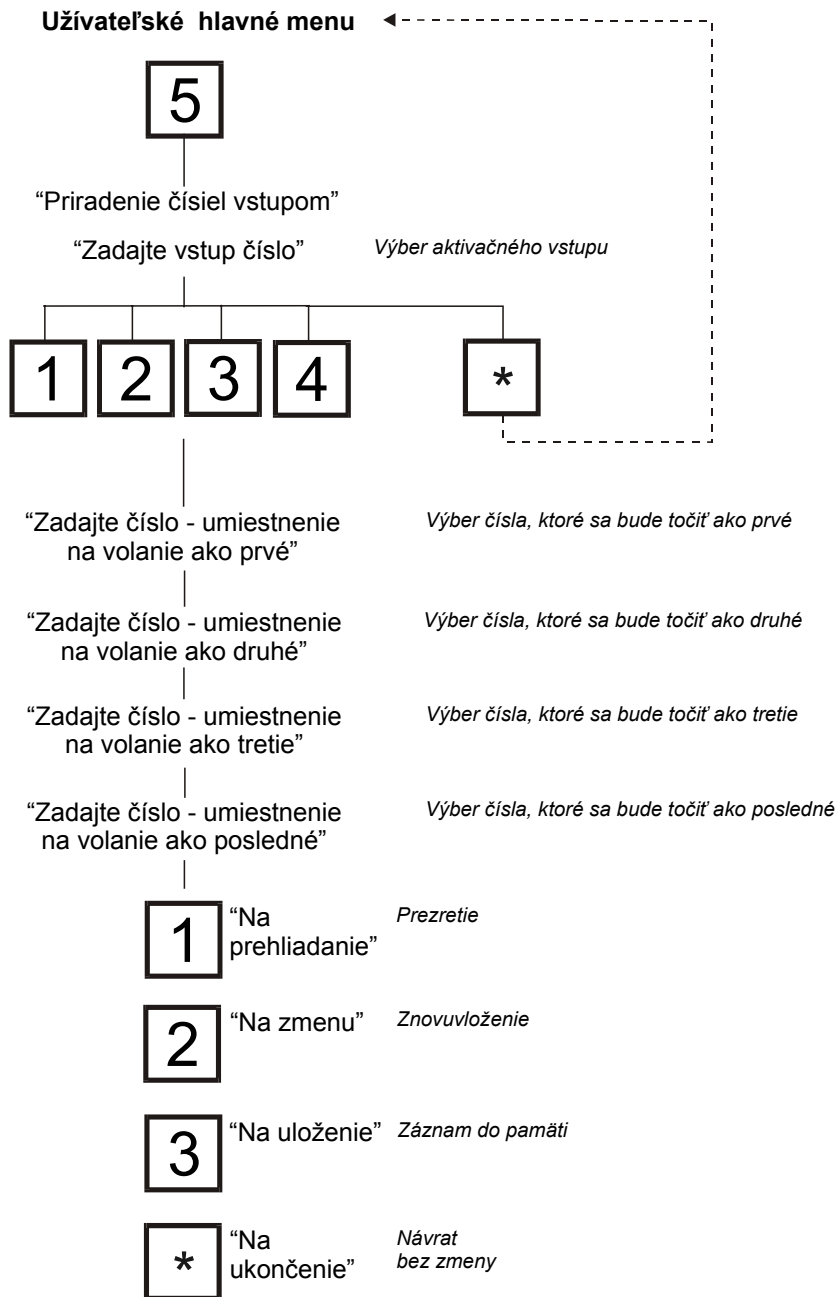 Užívateľské hlavné menu
5
“Priradenie čísiel vstupom”
“Zadajte vstup číslo”
Výber aktivačného vstupu
1 2 3 4 *
“Zadajte číslo - umiestnenie
na volanie ako prvé”
Výber čísla, ktoré sa bude točiť ako prvé
“Zadajte číslo - umiestnenie
na volanie ako druhé”
Výber čísla, ktoré sa bude točiť ako druhé
“Zadajte číslo - umiestnenie
na volanie ako tretie”
Výber čísla, ktoré sa bude točiť ako tretie
“Zadajte číslo - umiestnenie
na volanie ako posledné”
Výber čísla, ktoré sa bude točiť ako posledné
1
“Na
prehliadanie”
Prezretie
2
“Na zmenu”
Znovuvloženie
3
“Na uloženie”
Záznam do pamäti
*
“Na
ukončenie”
Návrat
bez zmeny